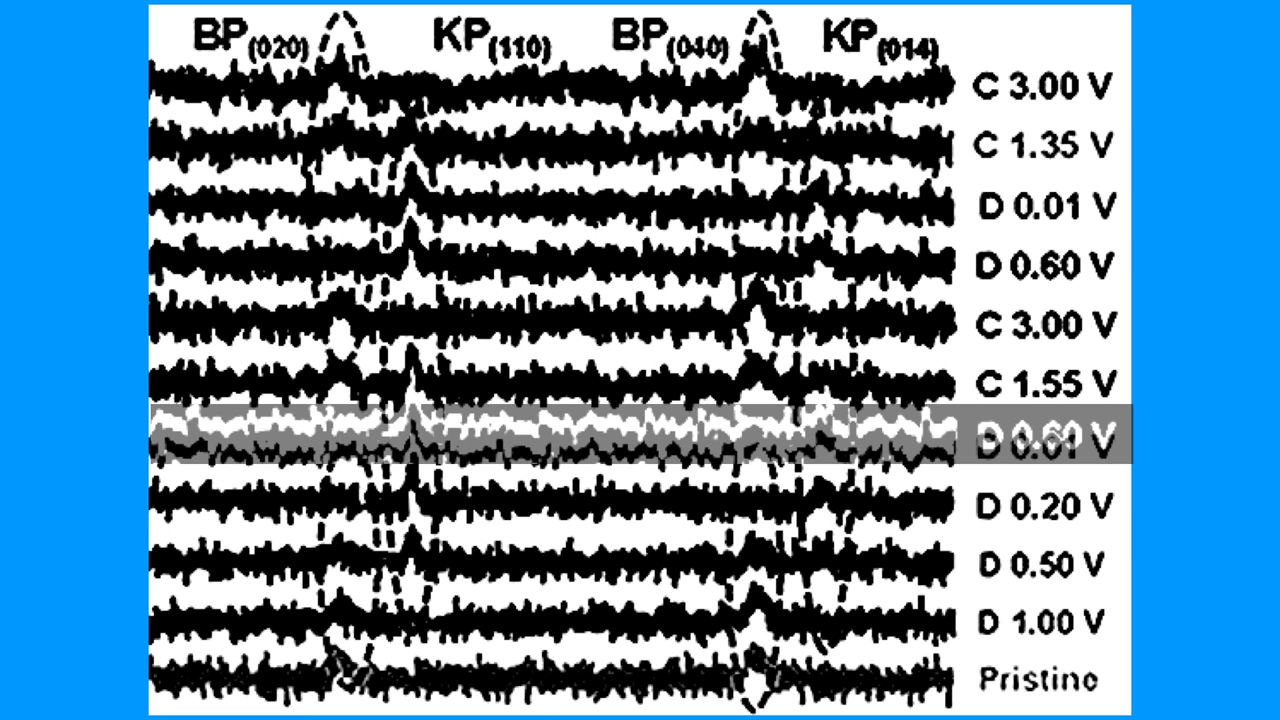 BP(020) KP(110) BP(040) KP(014)
C 3.00 V
C 1.35 V
D 0.01 V
D 0.60 V
C 3.00 V
C 1.55 V
D 0.20 V
D 0.50 V
D 1.00 V
Pristine